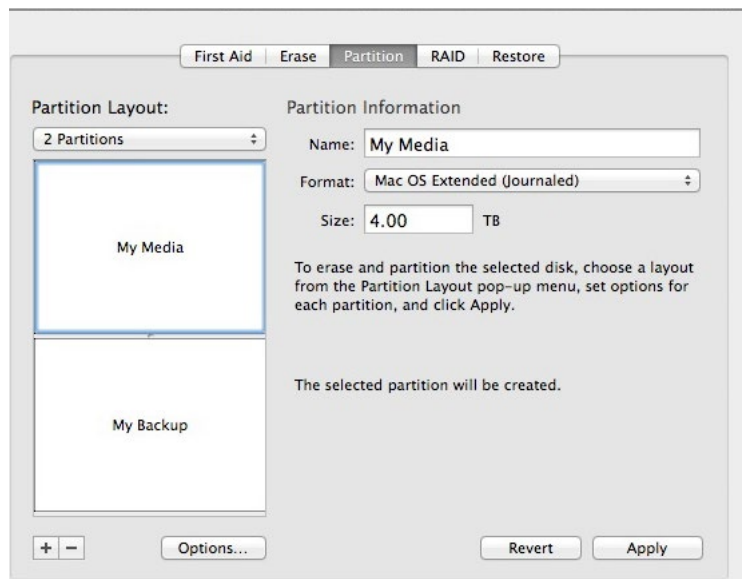 First Aid Erase Partition RAID Restore
Partition Layout:
2 Partitions
My Media
My Backup
+ −
Options...
Partition Information
Name: My Media
Format: Mac OS Extended (Journaled)
Size: 4.00 TB
To erase and partition the selected disk, choose a layout
from the Partition Layout pop-up menu, set options for
each partition, and click Apply.
The selected partition will be created.
Revert Apply